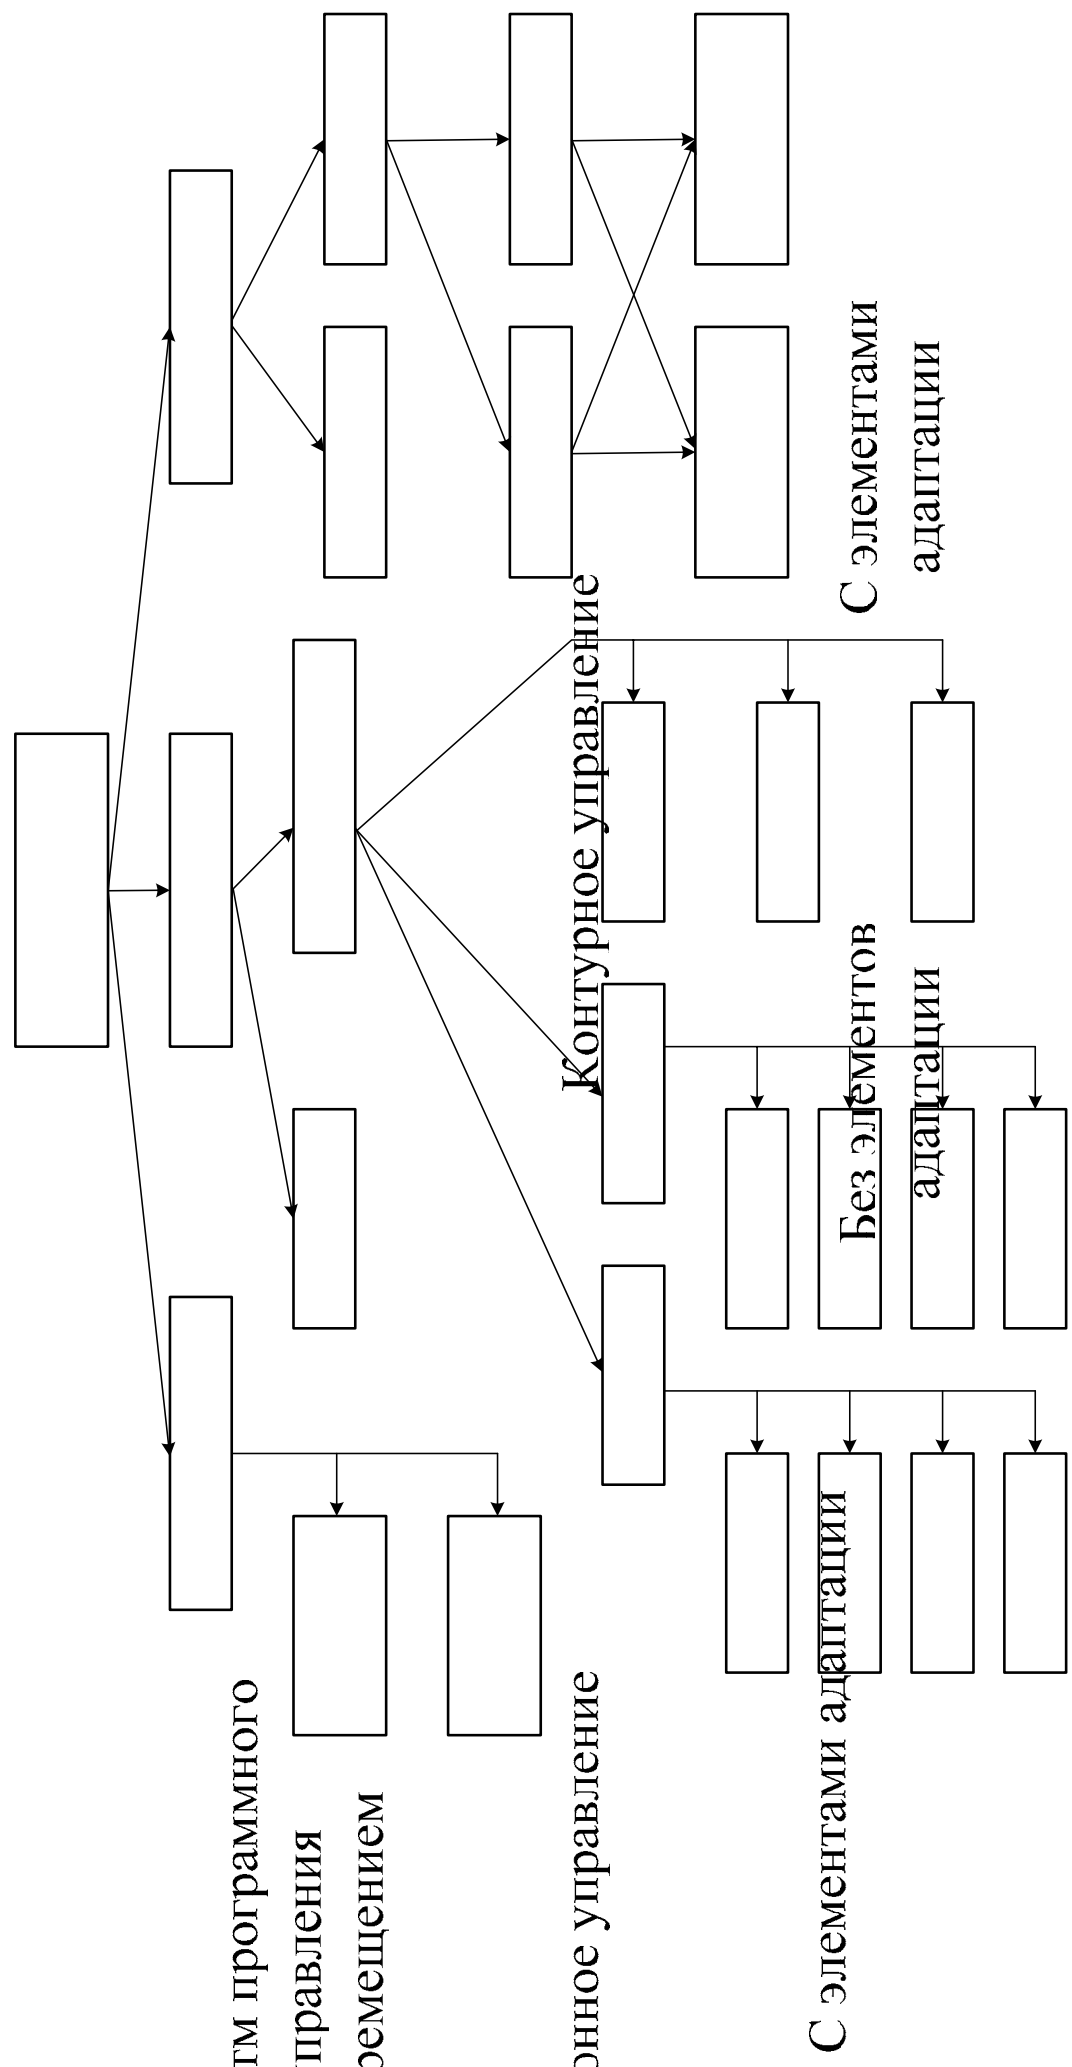 тм программного
правления
ремещением
онное управление
Контурное управление
С элементами адаптации
Без элементов
адаптации
С элементами
адаптации